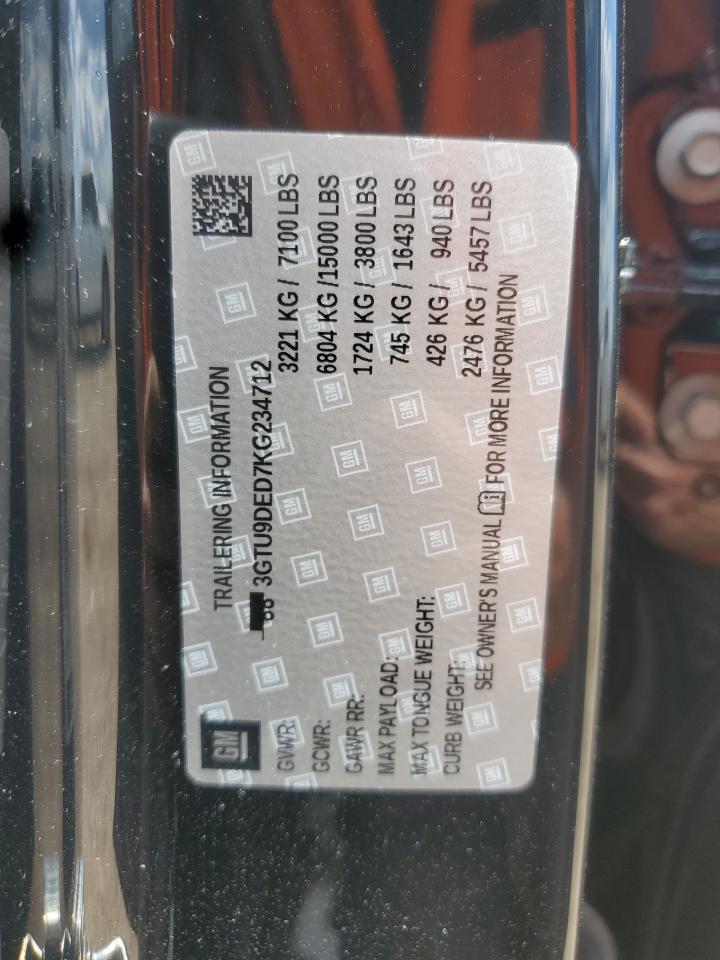 TRAILERING INFORMATION
3GTU9DED7KG234712
GM
GVWR: 3221 KG / 7100 LBS
GCWR: 6804 KG /15000 LBS
GAWR RR: 1724 KG / 3800 LBS
MAX PAYLOAD: 745 KG / 1643 LBS
MAX TONGUE WEIGHT: 426 KG / 940 LBS
CURB WEIGHT: 2476 KG / 5457 LBS
SEE OWNER'S MANUAL FOR MORE INFORMATION